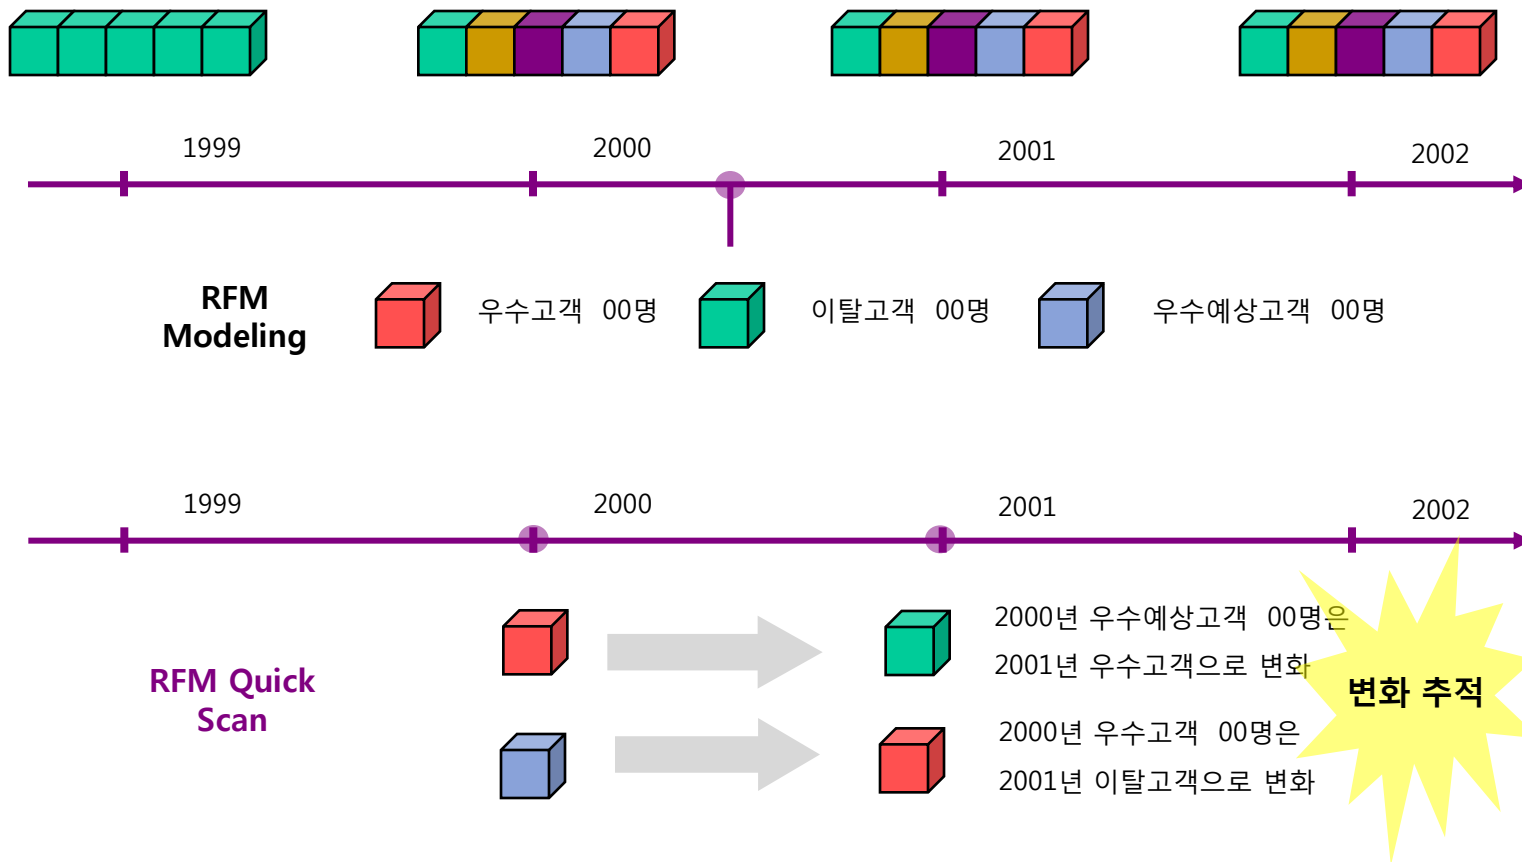 1999
2000
2001
2002
RFM
Modeling
우수고객 00명
이탈고객 00명
우수예상고객 00명
1999
2000
2001
2002
RFM Quick
Scan
2000년 우수예상고객 00명은
2001년 우수고객으로 변화
2000년 우수고객 00명은
2001년 이탈고객으로 변화
변화 추적